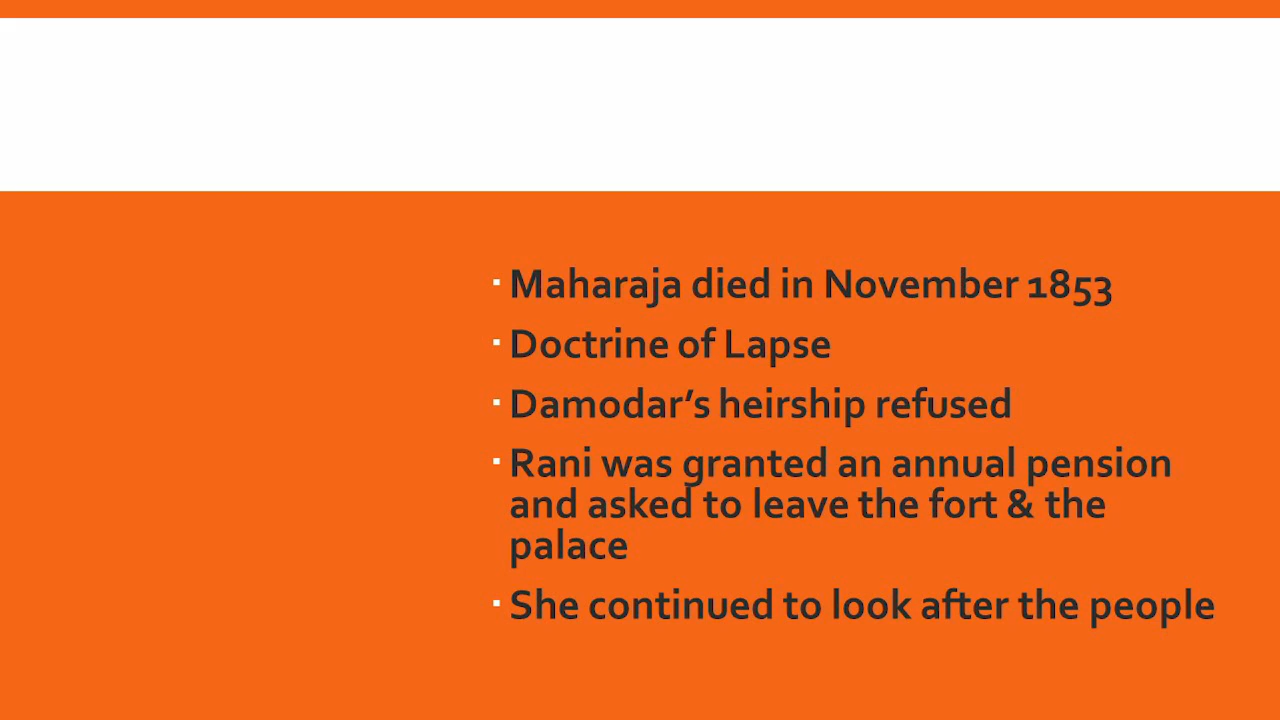 ▪ Maharaja died in November 1853
▪ Doctrine of Lapse
▪ Damodar’s heirship refused
▪ Rani was granted an annual pension
and asked to leave the fort & the
palace
▪ She continued to look after the people